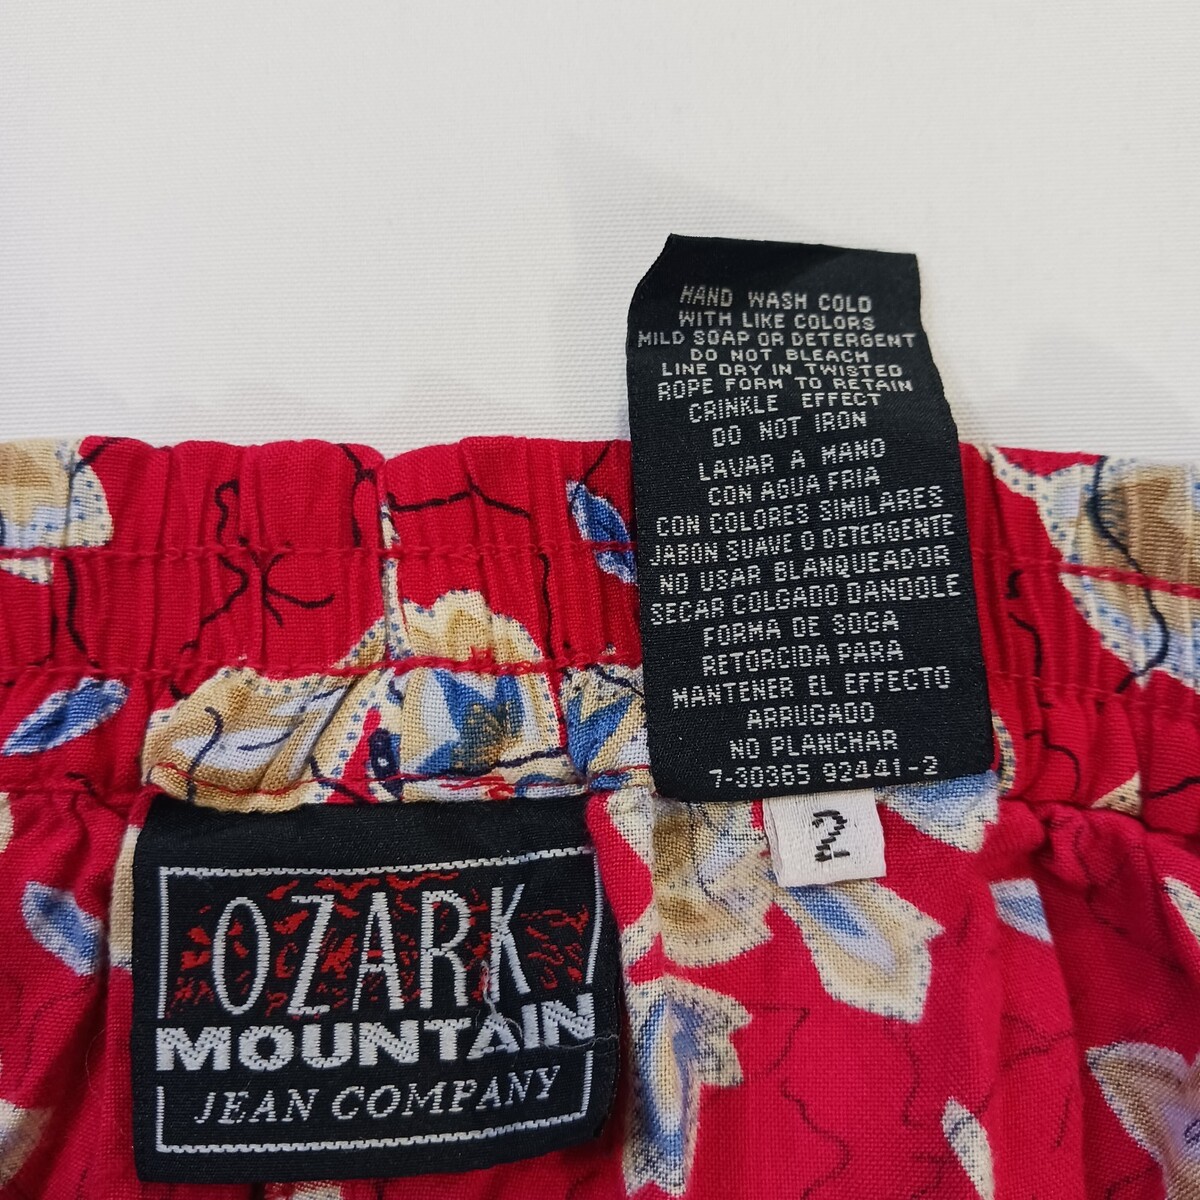 HAND WASH COLD
WITH LIKE COLORS
MILD SOAP OR DETERGENT
DO NOT BLEACH
LINE DRY IN TWISTED
ROPE FORM TO RETAIN
CRINKLE EFFECT
DO NOT IRON
LAVAR A MANO
CON AGUA FRIA
CON COLORES SIMILARES
JABON SUAVE O DETERGENTE
NO USAR BLANQUEADOR
SECAR COLGADO DANDOLE
FORMA DE SOGA
RETORCIDA PARA
MANTENER EL EFFECTO
ARRUGADO
NO PLANCHAR
7-30365 92441-2
2
OZARK
MOUNTAIN
JEAN COMPANY